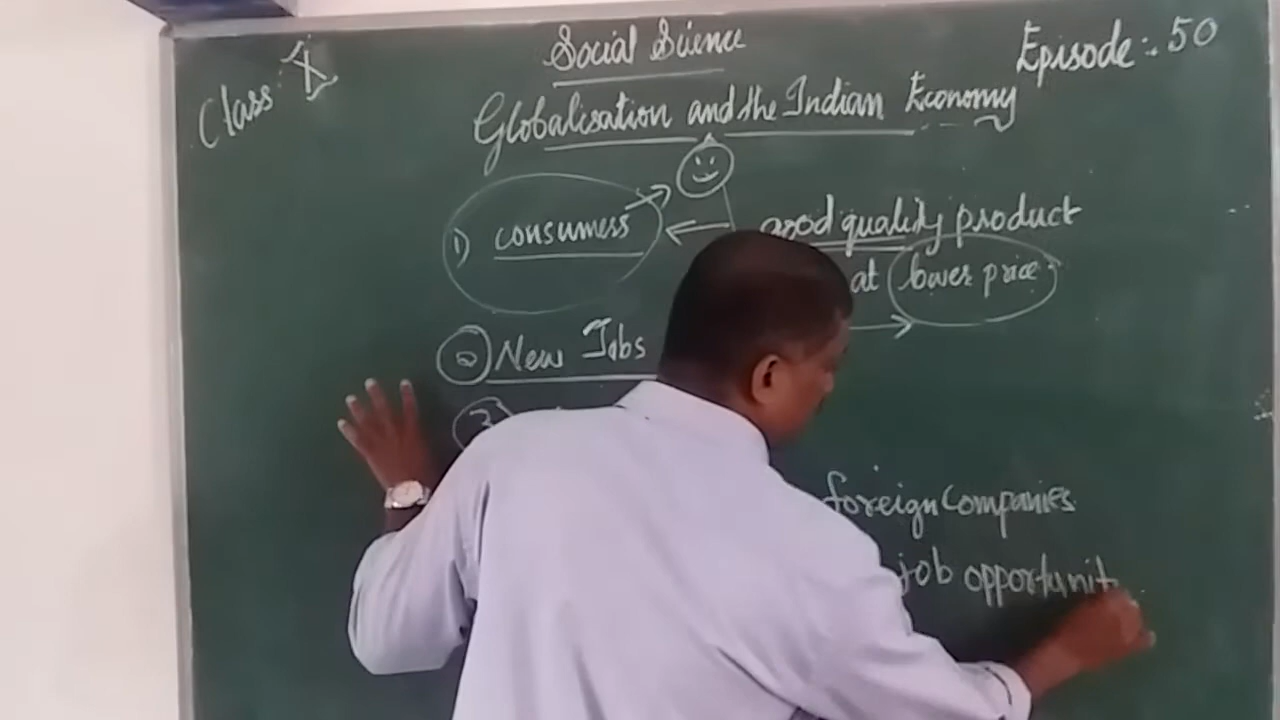 Class X
Social Science
Episode:. 50
Globalisation and the Indian Economy
1) consumers
good quality product
at lower price
2 New Jobs
3
foreign companies
job opportunit